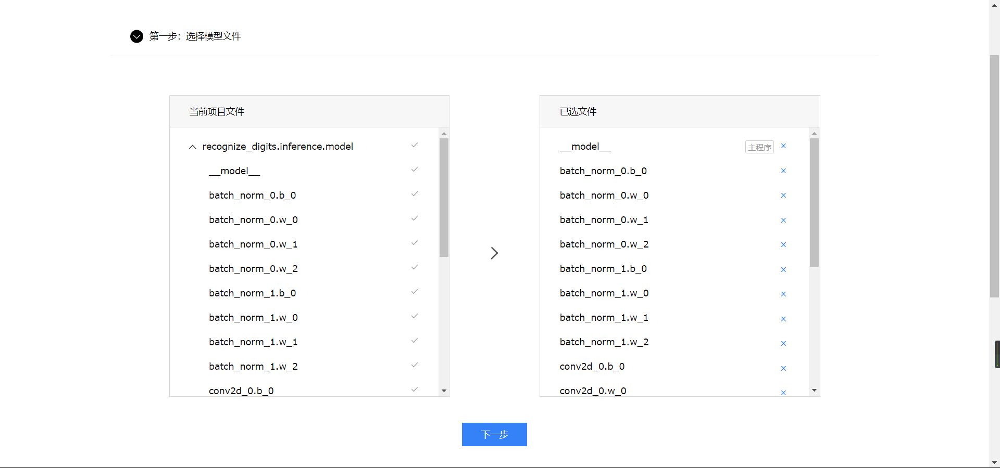 第一步：选择模型文件
当前项目文件
recognize_digits.inference.model
__model__
batch_norm_0.b_0
batch_norm_0.w_0
batch_norm_0.w_1
batch_norm_0.w_2
batch_norm_1.b_0
batch_norm_1.w_0
batch_norm_1.w_1
batch_norm_1.w_2
conv2d_0.b_0
已选文件
__model__ 主程序
batch_norm_0.b_0
batch_norm_0.w_0
batch_norm_0.w_1
batch_norm_0.w_2
batch_norm_1.b_0
batch_norm_1.w_0
batch_norm_1.w_1
batch_norm_1.w_2
conv2d_0.b_0
conv2d_0.w_0
下一步